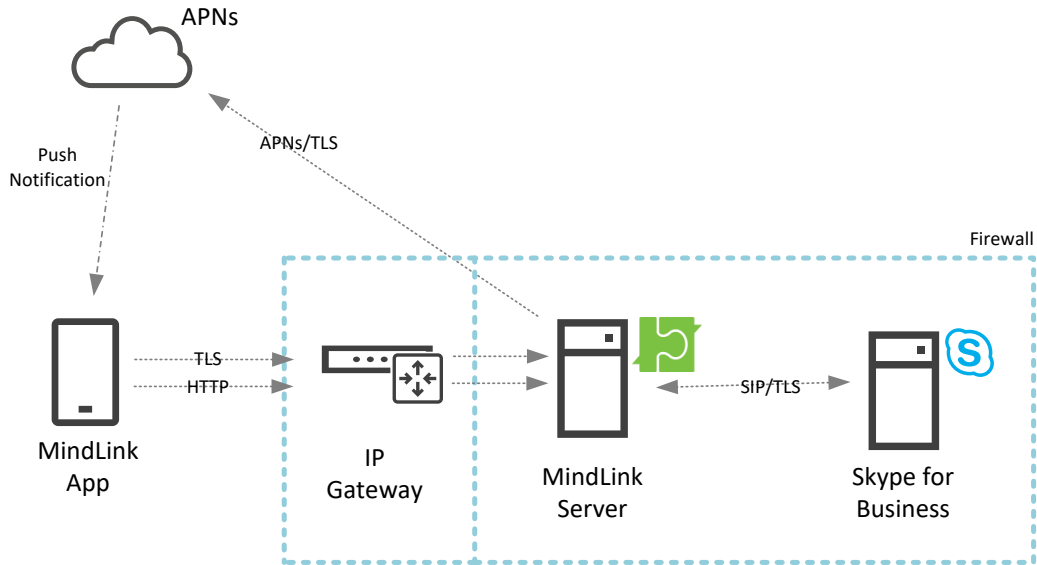 APNs
APNs/TLS
Push
Notification
Firewall
TLS
HTTP
SIP/TLS
MindLink
App
IP
Gateway
MindLink
Server
Skype for
Business
S